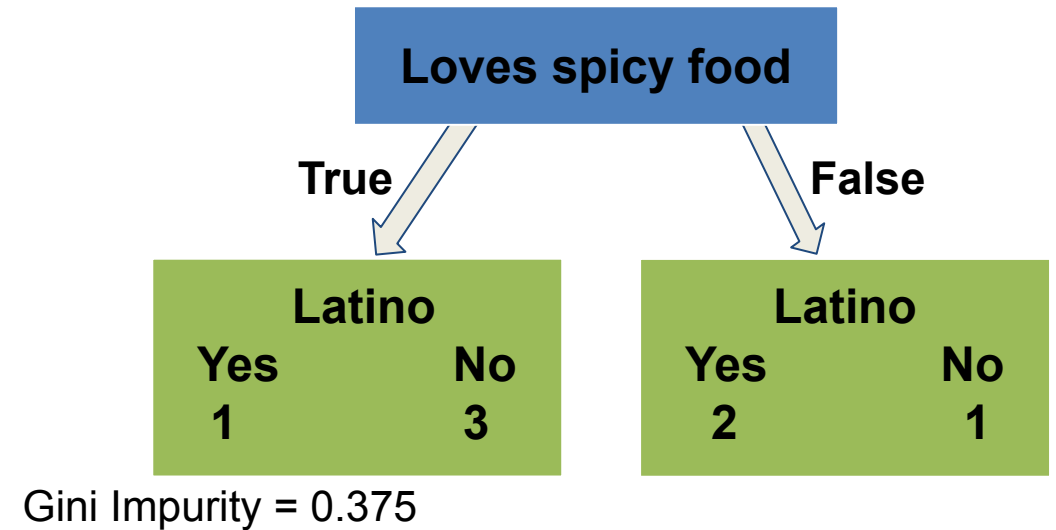 Loves spicy food
True False
Latino
Yes No
1 3
Latino
Yes No
2 1
Gini Impurity = 0.375